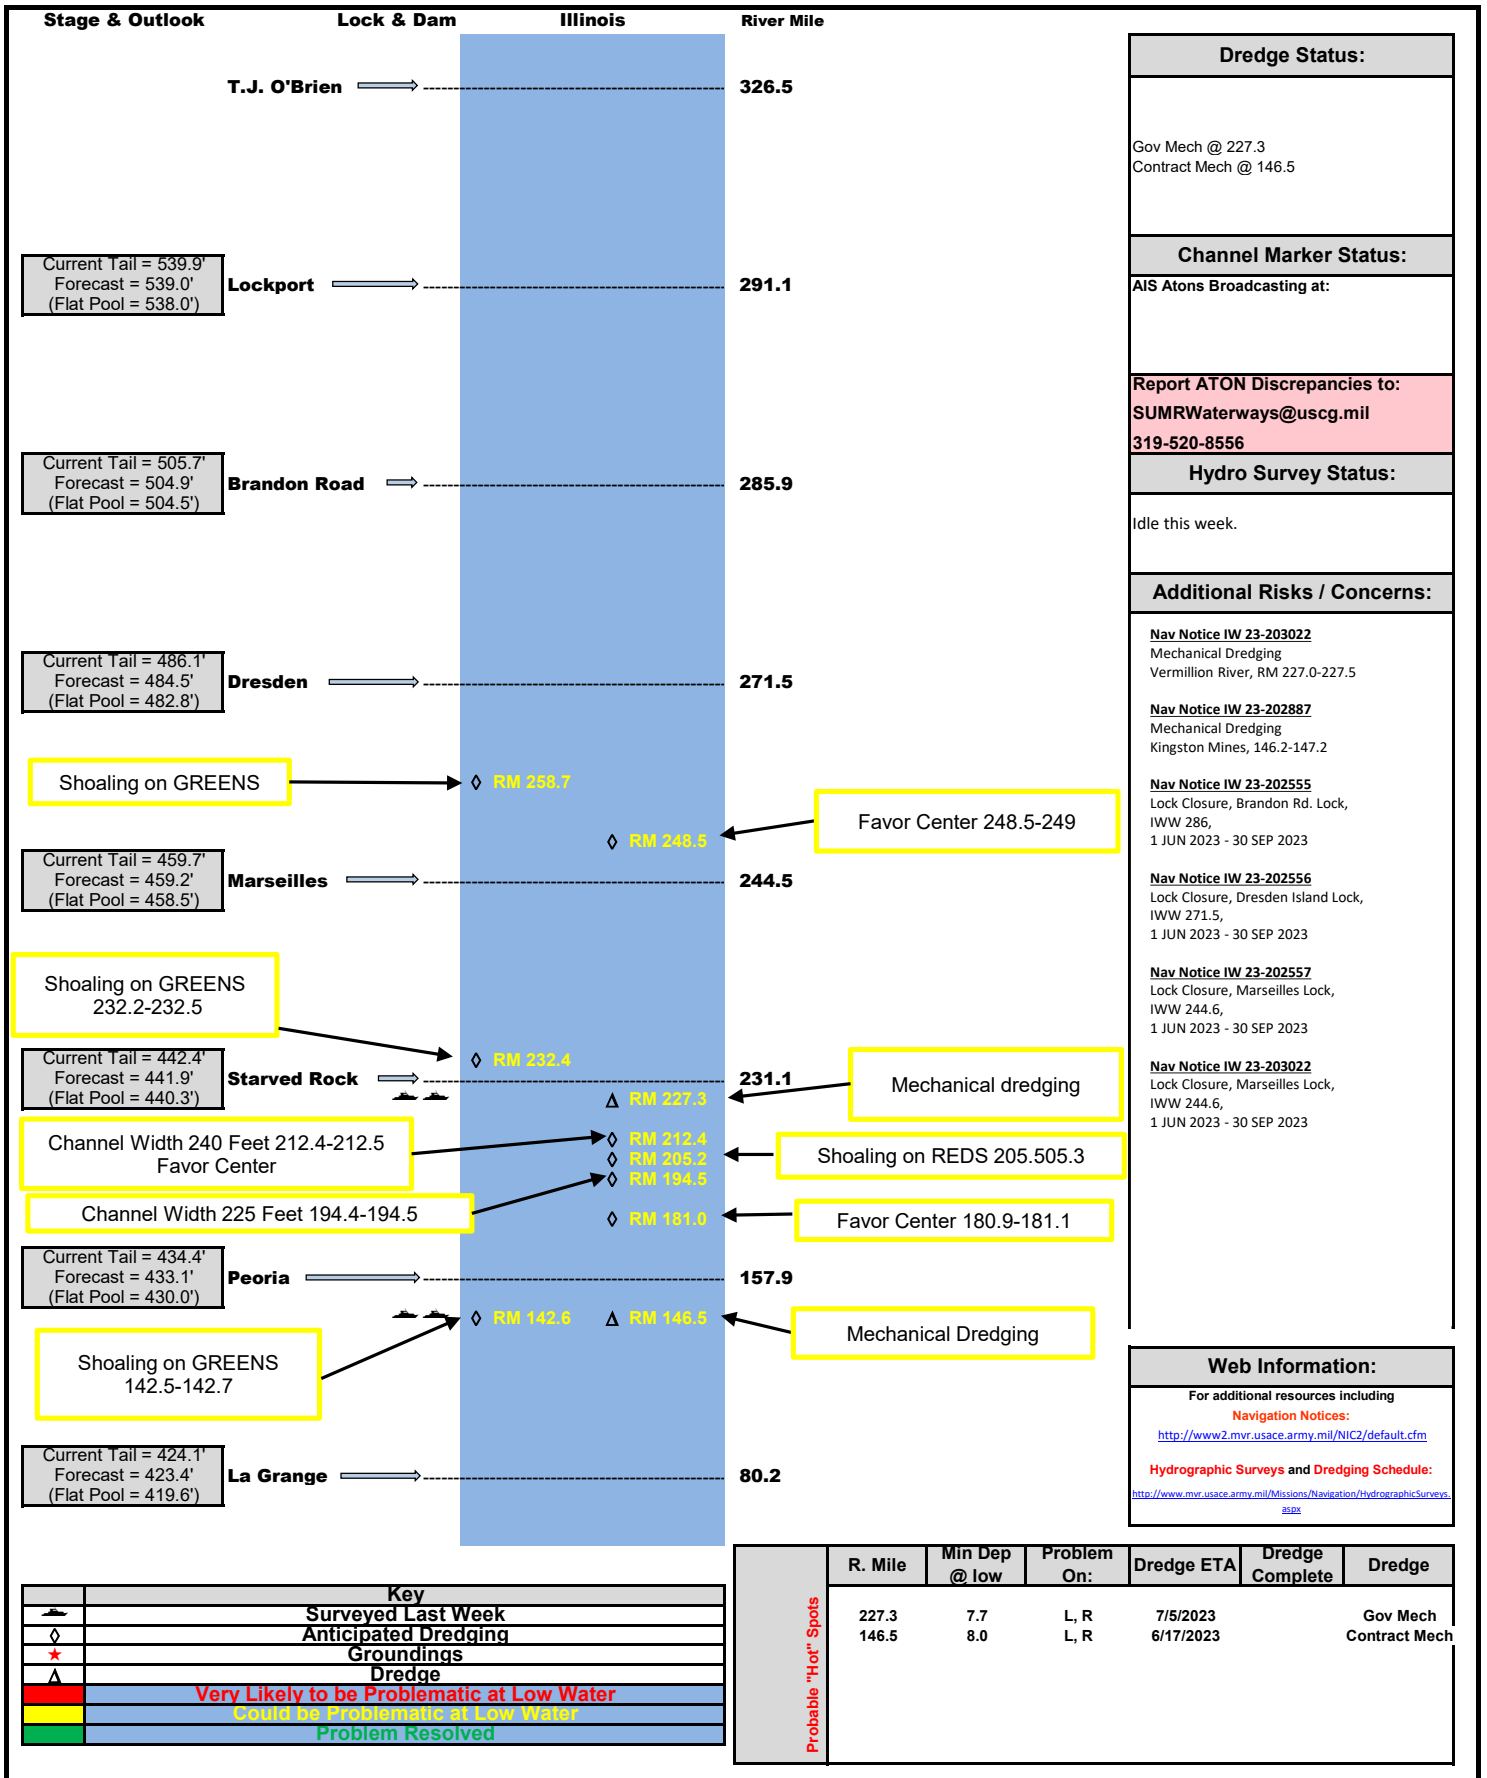 Stage & Outlook Lock & Dam Illinois River Mile
T.J. O'Brien 326.5
Current Tail = 539.9'
Forecast = 539.0'
(Flat Pool = 538.0')
Lockport 291.1
Current Tail = 505.7'
Forecast = 504.9'
(Flat Pool = 504.5')
Brandon Road 285.9
Current Tail = 486.1'
Forecast = 484.5'
(Flat Pool = 482.8')
Dresden 271.5
Shoaling on GREENS
RM 258.7
RM 248.5
Favor Center 248.5-249
Current Tail = 459.7'
Forecast = 459.2'
(Flat Pool = 458.5')
Marseilles 244.5
Shoaling on GREENS
232.2-232.5
RM 232.4
Current Tail = 442.4'
Forecast = 441.9'
(Flat Pool = 440.3')
Starved Rock 231.1
RM 227.3
Mechanical dredging
Channel Width 240 Feet 212.4-212.5
Favor Center
RM 212.4
RM 205.2
Shoaling on REDS 205.505.3
RM 194.5
Channel Width 225 Feet 194.4-194.5
RM 181.0
Favor Center 180.9-181.1
Current Tail = 434.4'
Forecast = 433.1'
(Flat Pool = 430.0')
Peoria 157.9
RM 142.6 RM 146.5
Mechanical Dredging
Shoaling on GREENS
142.5-142.7
Current Tail = 424.1'
Forecast = 423.4'
(Flat Pool = 419.6')
La Grange 80.2
Dredge Status:
Gov Mech @ 227.3
Contract Mech @ 146.5
Channel Marker Status:
AIS Atons Broadcasting at:
Report ATON Discrepancies to:
SUMRWaterways@uscg.mil
319-520-8556
Hydro Survey Status:
Idle this week.
Additional Risks / Concerns:
Nav Notice IW 23-203022
Mechanical Dredging
Vermillion River, RM 227.0-227.5
Nav Notice IW 23-202887
Mechanical Dredging
Kingston Mines, 146.2-147.2
Nav Notice IW 23-202555
Lock Closure, Brandon Rd. Lock,
IWW 286,
1 JUN 2023 - 30 SEP 2023
Nav Notice IW 23-202556
Lock Closure, Dresden Island Lock,
IWW 271.5,
1 JUN 2023 - 30 SEP 2023
Nav Notice IW 23-202557
Lock Closure, Marseilles Lock,
IWW 244.6,
1 JUN 2023 - 30 SEP 2023
Nav Notice IW 23-203022
Lock Closure, Marseilles Lock,
IWW 244.6,
1 JUN 2023 - 30 SEP 2023
Web Information:
For additional resources including
Navigation Notices:
http://www2.mvr.usace.army.mil/NIC2/default.cfm
Hydrographic Surveys and Dredging Schedule:
http://www.mvr.usace.army.mil/Missions/Navigation/HydrographicSurveys.
aspx
Key
Surveyed Last Week
Anticipated Dredging
Groundings
Dredge
Very Likely to be Problematic at Low Water
Could be Problematic at Low Water
Problem Resolved
Probable "Hot" Spots
R. Mile Min Dep @ low Problem On: Dredge ETA Dredge Complete Dredge
227.3 7.7 L, R 7/5/2023 Gov Mech
146.5 8.0 L, R 6/17/2023 Contract Mech